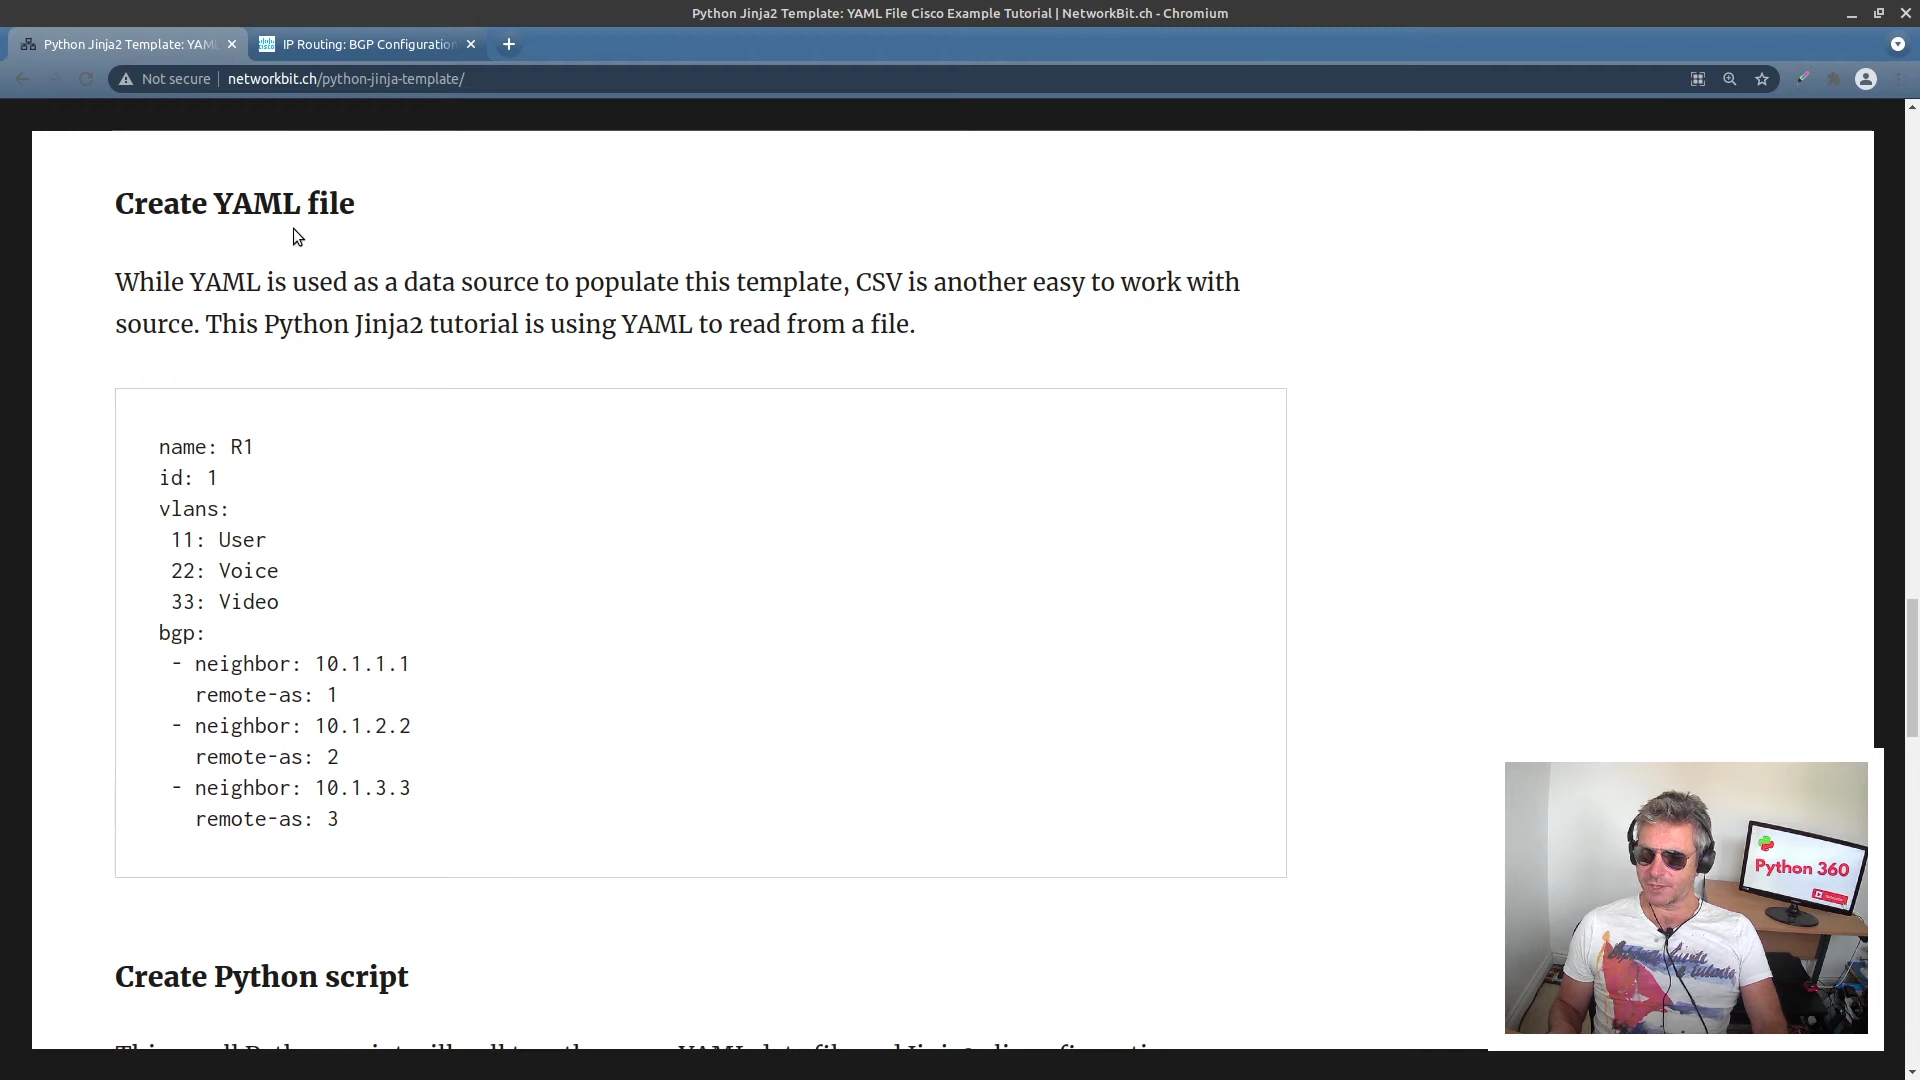 Python Jinja2 Template: YAML File Cisco Example Tutorial | NetworkBit.ch - Chromium
Python Jinja2 Template: YAML
IP Routing: BGP Configuration
Not secure
networkbit.ch/python-jinja-template/
Create YAML file
While YAML is used as a data source to populate this template, CSV is another easy to work with
source. This Python Jinja2 tutorial is using YAML to read from a file.
name: R1
id: 1
vlans:
11: User
22: Voice
33: Video
bgp:
- neighbor: 10.1.1.1
remote-as: 1
- neighbor: 10.1.2.2
remote-as: 2
- neighbor: 10.1.3.3
remote-as: 3
Create Python script
Python 360